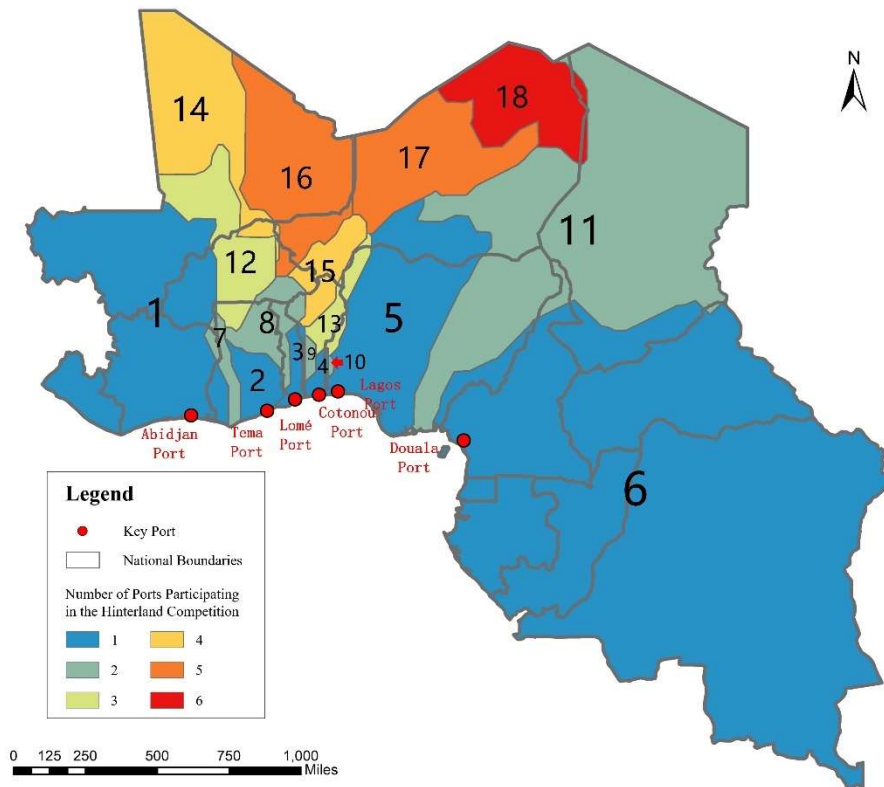 N
14
18
16
17
11
12
15
1
8
7
13
5
3
9
4
10
2
Lagos
Port
Cotonou
Port
Lomé
Port
Tema
Port
Abidjan
Port
Douala
Port
6
Legend
Key Port
National Boundaries
Number of Ports Participating
in the Hinterland Competition
1
4
2
5
3
6
0 125 250 500 750 1,000
Miles